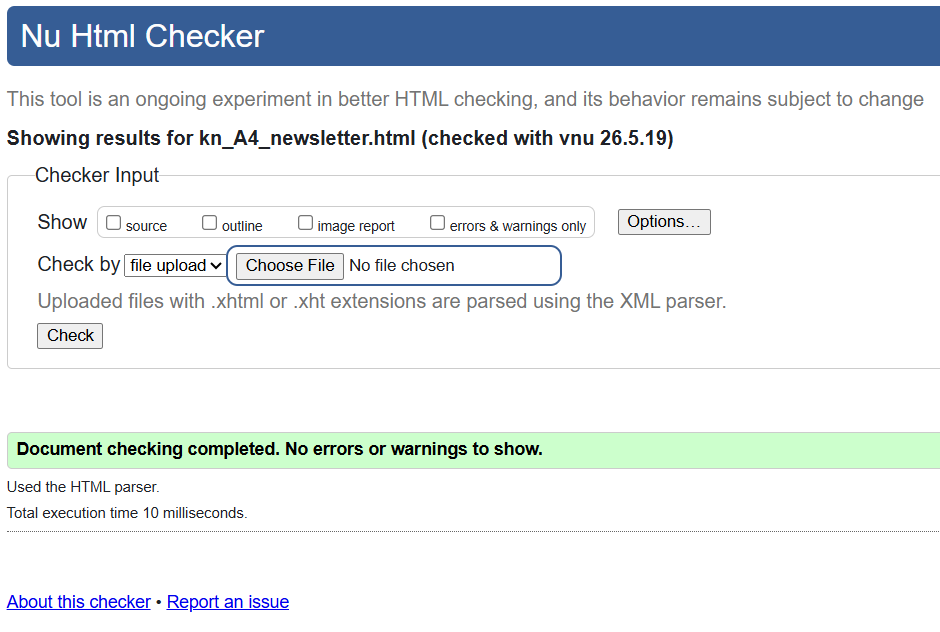 Nu Html Checker
This tool is an ongoing experiment in better HTML checking, and its behavior remains subject to change
Showing results for kn_A4_newsletter.html (checked with vnu 26.5.19)
Checker Input
Show source outline image report errors & warnings only Options…
Check by file upload Choose File No file chosen
Uploaded files with .xhtml or .xht extensions are parsed using the XML parser.
Check
Document checking completed. No errors or warnings to show.
Used the HTML parser.
Total execution time 10 milliseconds.
About this checker • Report an issue